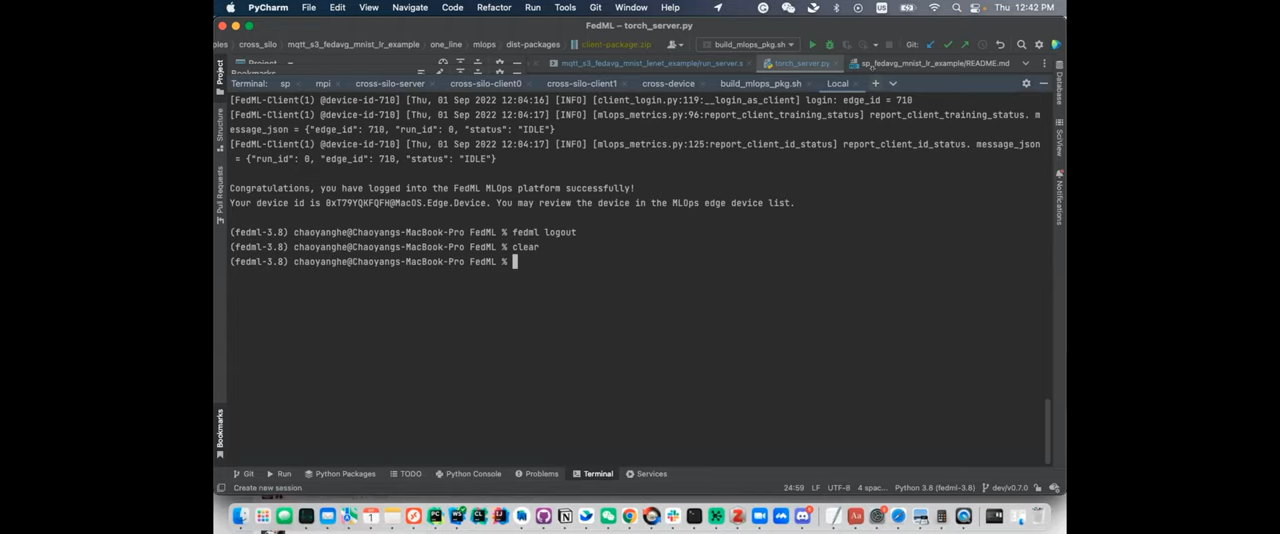 PyCharm File Edit View Navigate Code Refactor Run Tools Git Window Help Thu 12:42 PM
FedML – torch_server.py
cross_silo mqtt_s3_fedavg_mnist_lr_example one_line mlops dist-packages client-package.zip build_mlops_pkg.sh Git:
Project
mqtt_s3_fedavg_mnist_lenet_example/run_server.s torch_server.py sp_fedavg_mnist_lr_example/README.md
Terminal: sp mpi cross-silo-server cross-silo-client0 cross-silo-client1 cross-device build_mlops_pkg.sh Local
[FedML-Client(1) @device-id-710] [Thu, 01 Sep 2022 12:04:16] [INFO] [client_login.py:119:__login_as_client] login: edge_id = 710
[FedML-Client(1) @device-id-710] [Thu, 01 Sep 2022 12:04:17] [INFO] [mlops_metrics.py:96:report_client_training_status] report_client_training_status. m
essage_json = {"edge_id": 710, "run_id": 0, "status": "IDLE"}
[FedML-Client(1) @device-id-710] [Thu, 01 Sep 2022 12:04:17] [INFO] [mlops_metrics.py:125:report_client_id_status] report_client_id_status. message_json
= {"run_id": 0, "edge_id": 710, "status": "IDLE"}
Congratulations, you have logged into the FedML MLOps platform successfully!
Your device id is 0xT79YQKFQFH@MacOS.Edge.Device. You may review the device in the MLOps edge device list.
(fedml-3.8) chaoyanghe@Chaoyangs-MacBook-Pro FedML % fedml logout
(fedml-3.8) chaoyanghe@Chaoyangs-MacBook-Pro FedML % clear
(fedml-3.8) chaoyanghe@Chaoyangs-MacBook-Pro FedML %
Structure
Pull Requests
Bookmarks
Database
SciView
Notifications
Git Run Python Packages TODO Python Console Problems Terminal Services
Create new session 24:59 LF UTF-8 4 spac... Python 3.8 (fedml-3.8) dev/v0.7.0